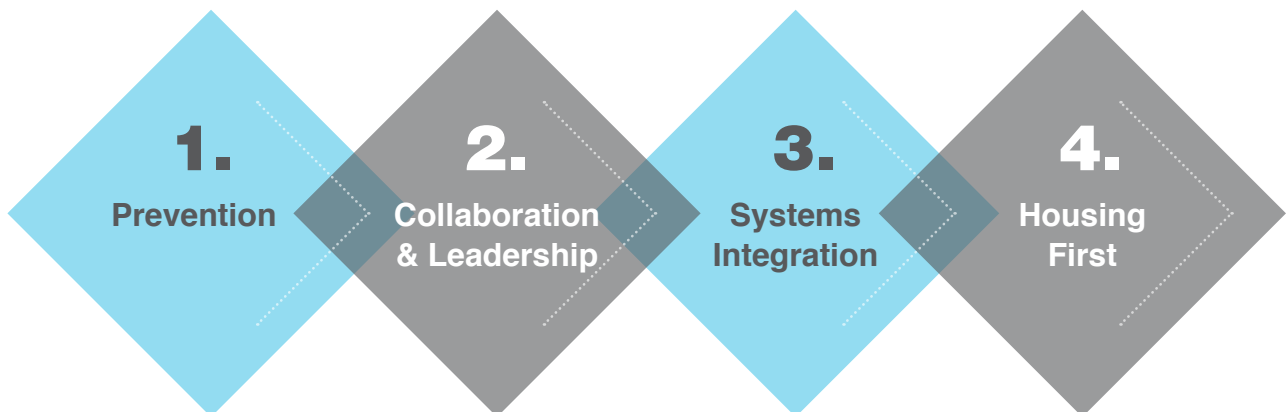 1.
Prevention
2.
Collaboration
& Leadership
3.
Systems
Integration
4.
Housing
First